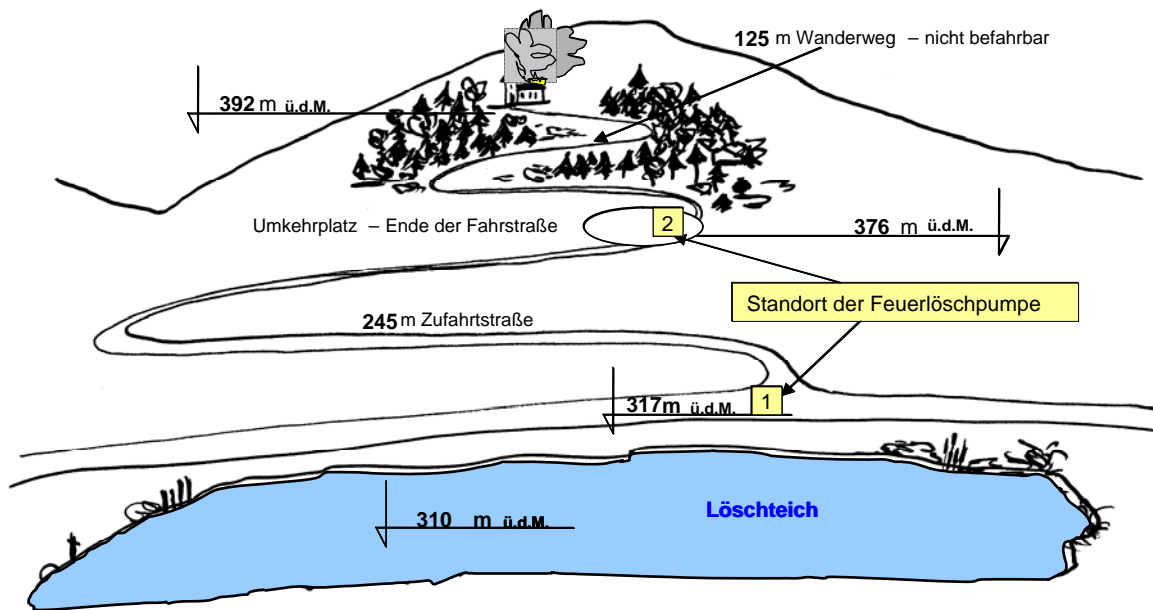 125 m Wanderweg – nicht befahrbar
392 m ü.d.M.
Umkehrplatz – Ende der Fahrstraße
2
376 m ü.d.M.
Standort der Feuerlöschpumpe
245 m Zufahrtstraße
317m ü.d.M.
1
310 m ü.d.M.
Löschteich